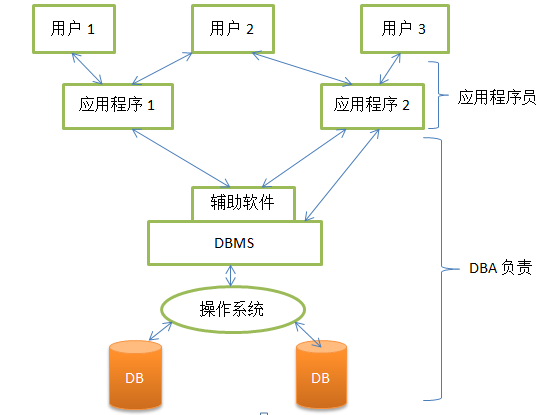 用户 1
用户 2
用户 3
应用程序 1
应用程序 2
应用程序员
辅助软件
DBMS
DBA 负责
操作系统
DB
DB